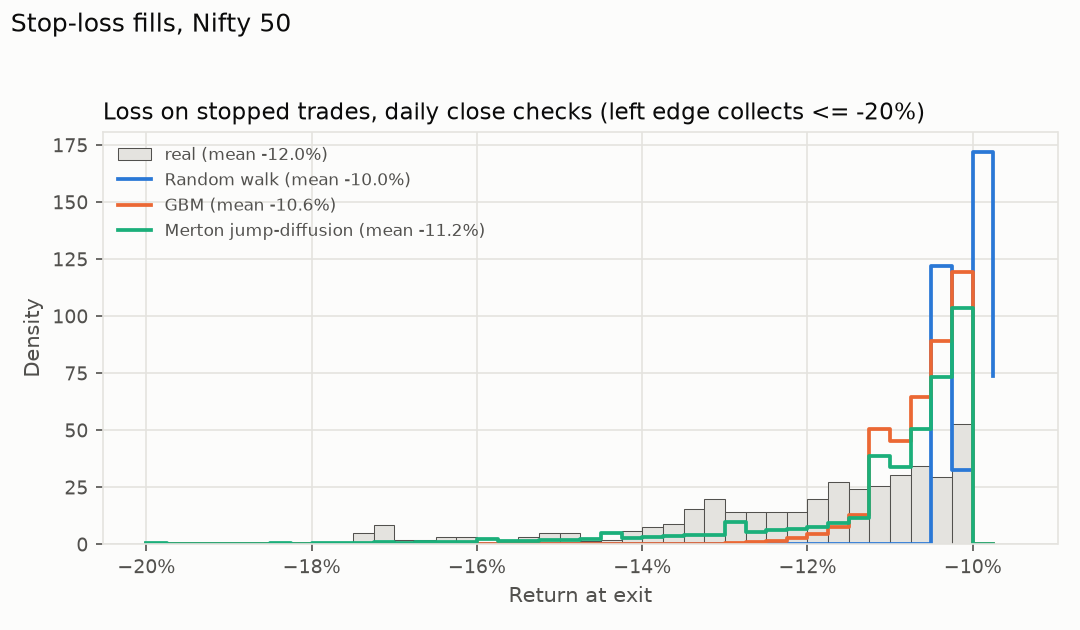 Stop-loss fills, Nifty 50
Loss on stopped trades, daily close checks (left edge collects <= -20%)
real (mean -12.0%)
Random walk (mean -10.0%)
GBM (mean -10.6%)
Merton jump-diffusion (mean -11.2%)
175
150
125
100
75
50
25
0
Density
−20%
−18%
−16%
−14%
−12%
−10%
Return at exit